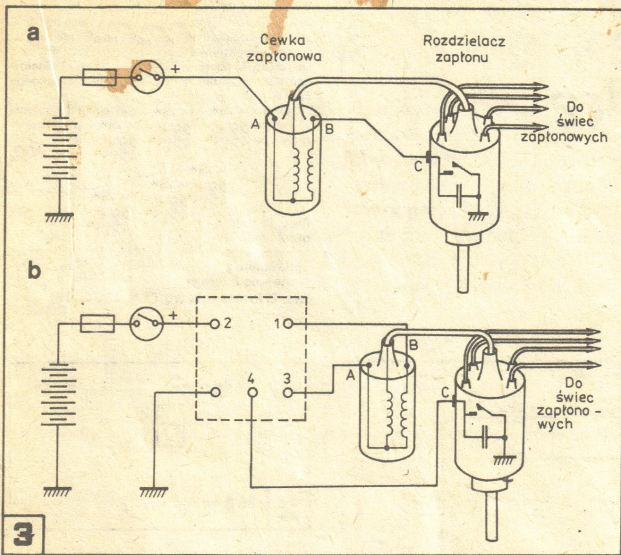 a
Cewka
zapłonowa
Rozdzielacz
zapłonu
+
A
B
C
Do
świec
zapłonowych
b
+
2
1
4
3
A
B
C
Do
świec
zapłono-
wych
3